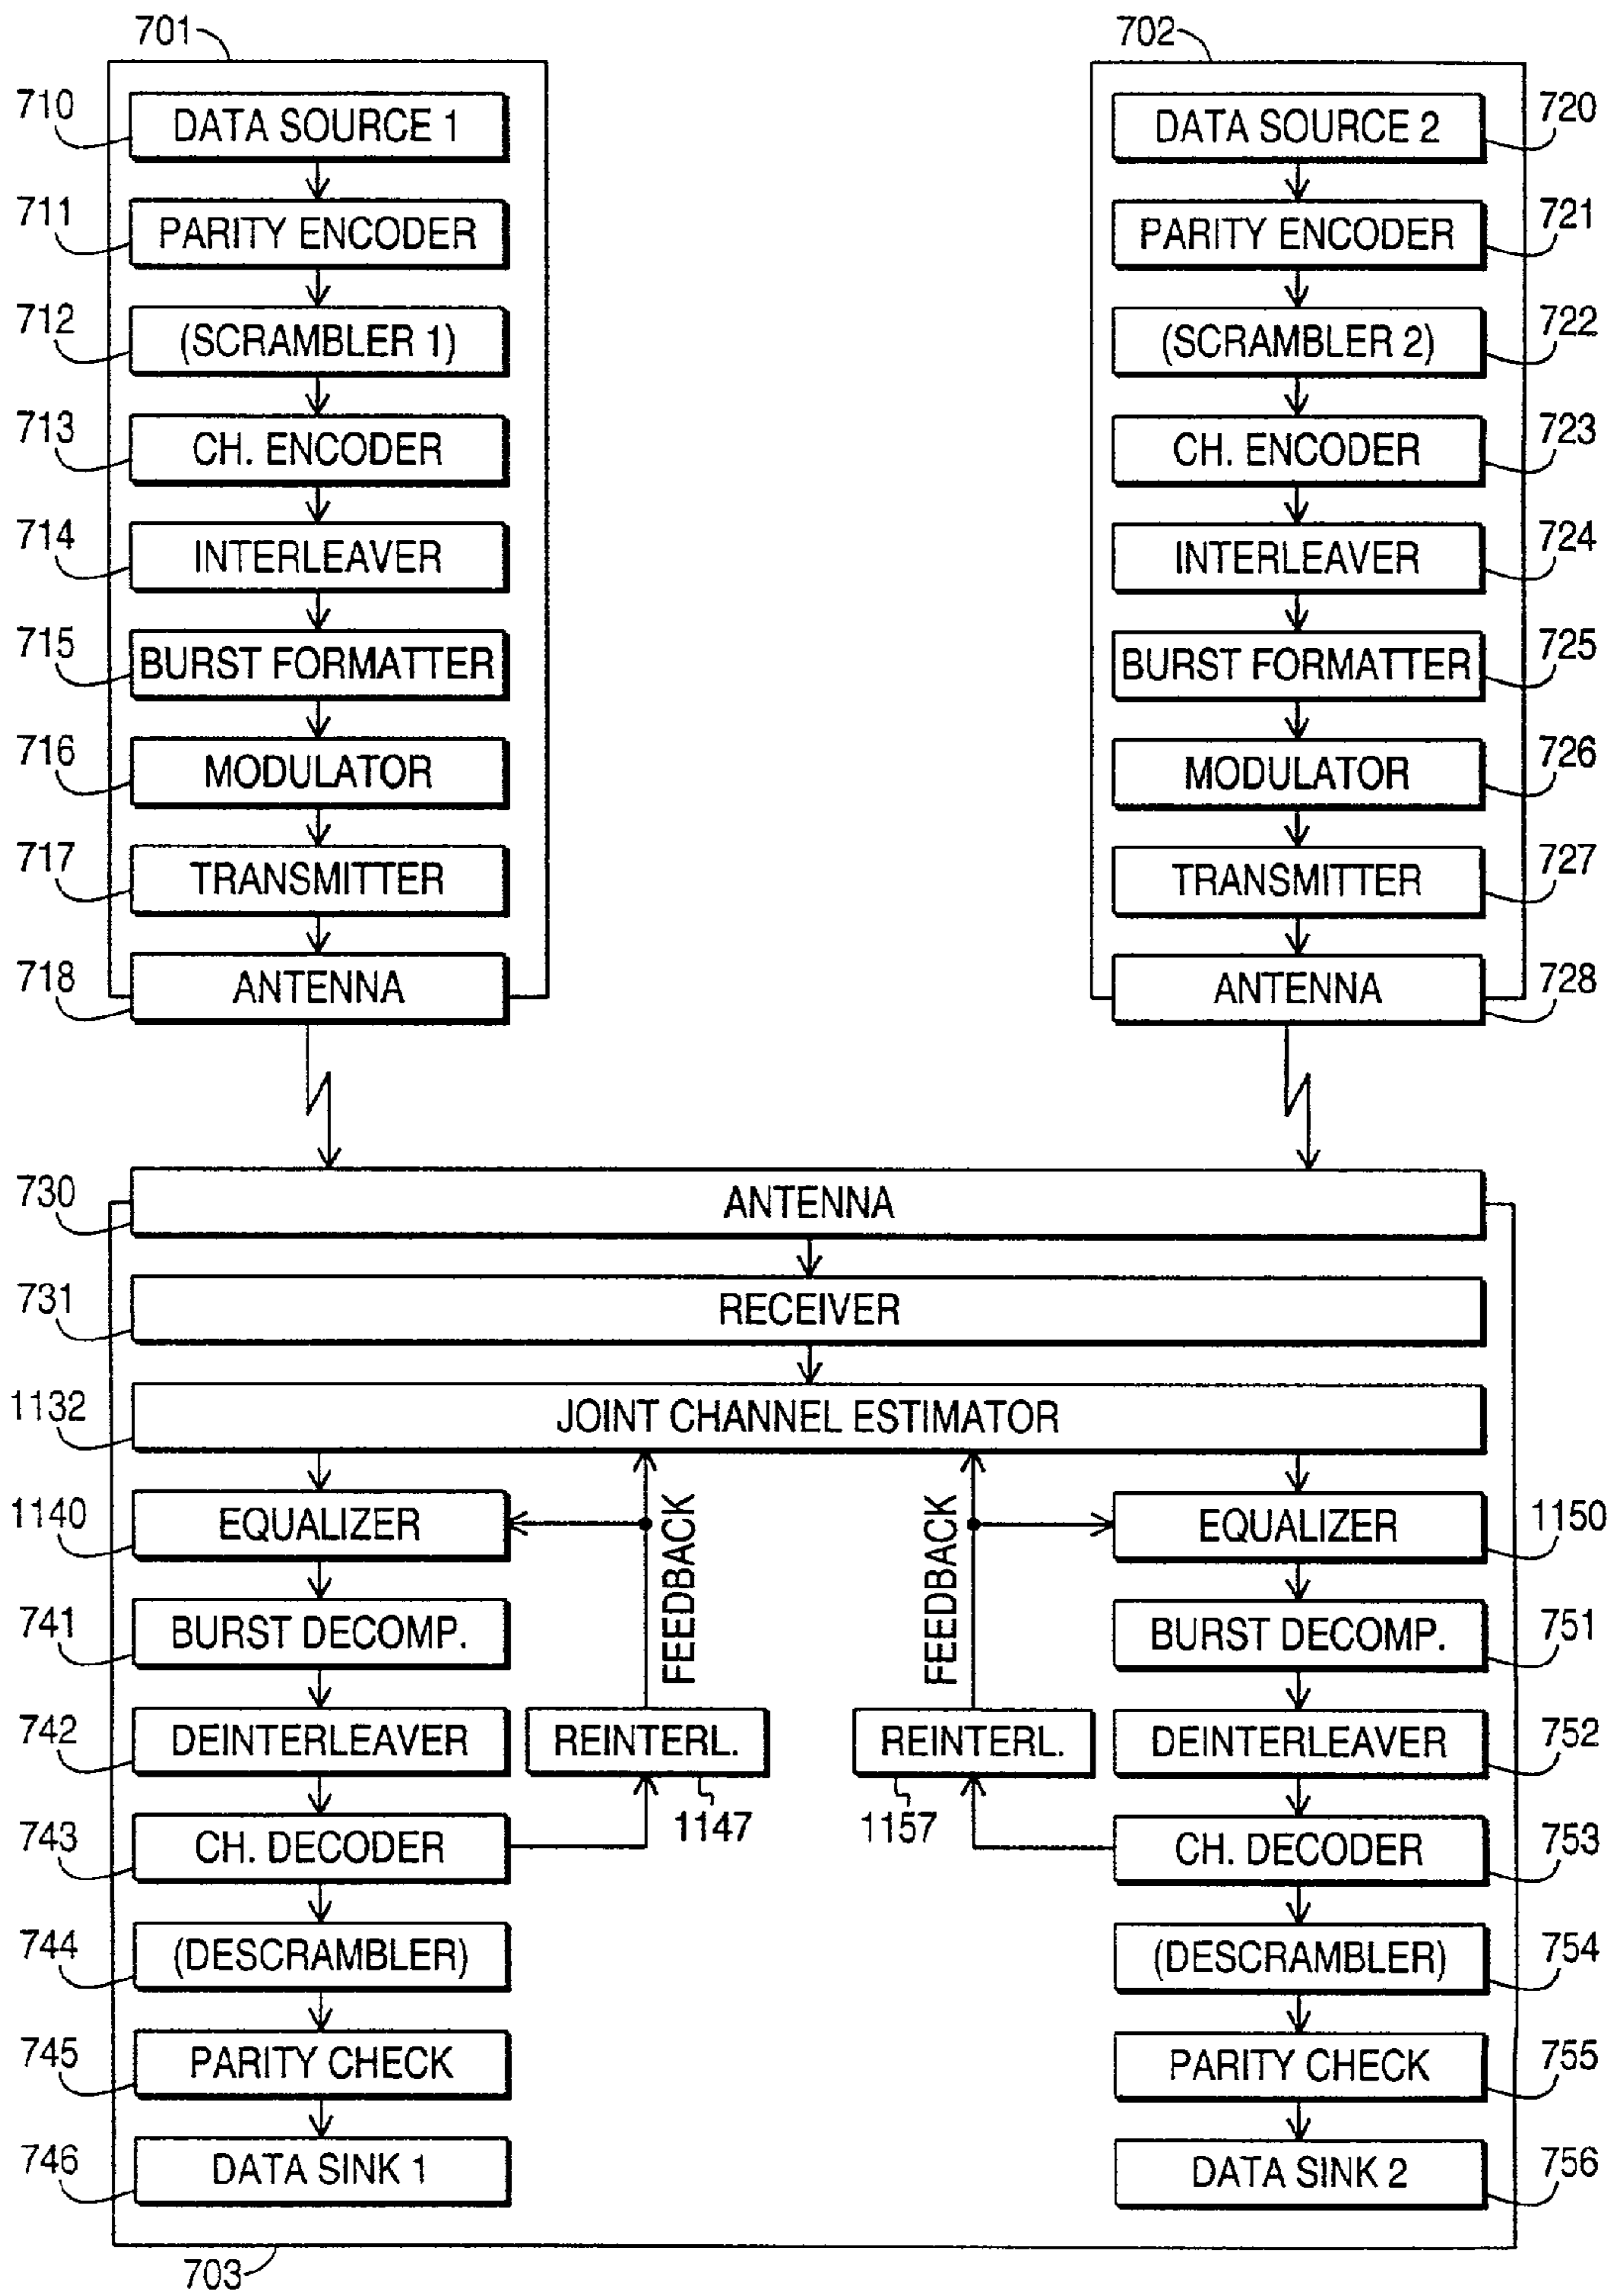 701
710
DATA SOURCE 1
711
PARITY ENCODER
712
(SCRAMBLER 1)
713
CH. ENCODER
714
INTERLEAVER
715
BURST FORMATTER
716
MODULATOR
717
TRANSMITTER
718
ANTENNA
702
DATA SOURCE 2
720
PARITY ENCODER
721
(SCRAMBLER 2)
722
CH. ENCODER
723
INTERLEAVER
724
BURST FORMATTER
725
MODULATOR
726
TRANSMITTER
727
ANTENNA
728
730
ANTENNA
731
RECEIVER
1132
JOINT CHANNEL ESTIMATOR
1140
EQUALIZER
741
BURST DECOMP.
742
DEINTERLEAVER
743
CH. DECODER
744
(DESCRAMBLER)
745
PARITY CHECK
746
DATA SINK 1
FEEDBACK
REINTERL.
1147
FEEDBACK
REINTERL.
1157
EQUALIZER
1150
BURST DECOMP.
751
DEINTERLEAVER
752
CH. DECODER
753
(DESCRAMBLER)
754
PARITY CHECK
755
DATA SINK 2
756
703